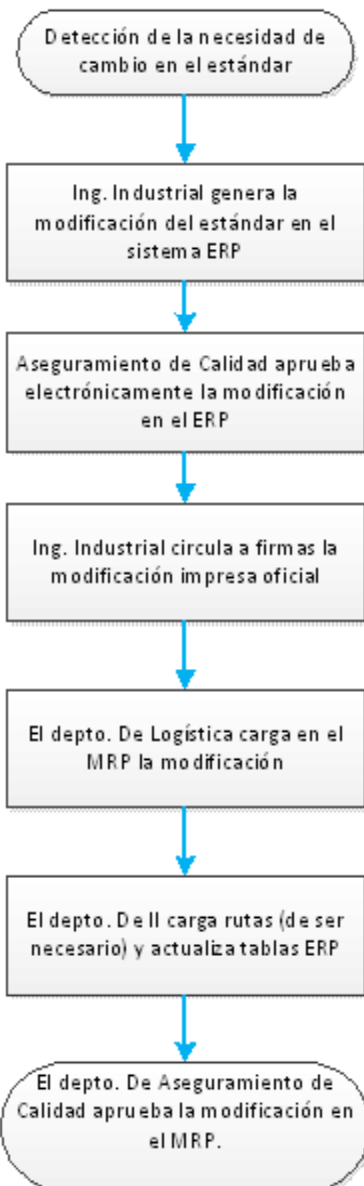 Detección de la necesidad de
cambio en el estándar
Ing. Industrial genera la
modificación del estándar en el
sistema ERP
Aseguramiento de Calidad aprueba
electrónicamente la modificación
en el ERP
Ing. Industrial circula a firmas la
modificación impresa oficial
El depto. De Logística carga en el
MRP la modificación
El depto. De II carga rutas (de ser
necesario) y actualiza tablas ERP
El depto. De Aseguramiento de
Calidad aprueba la modificación en
el MRP.